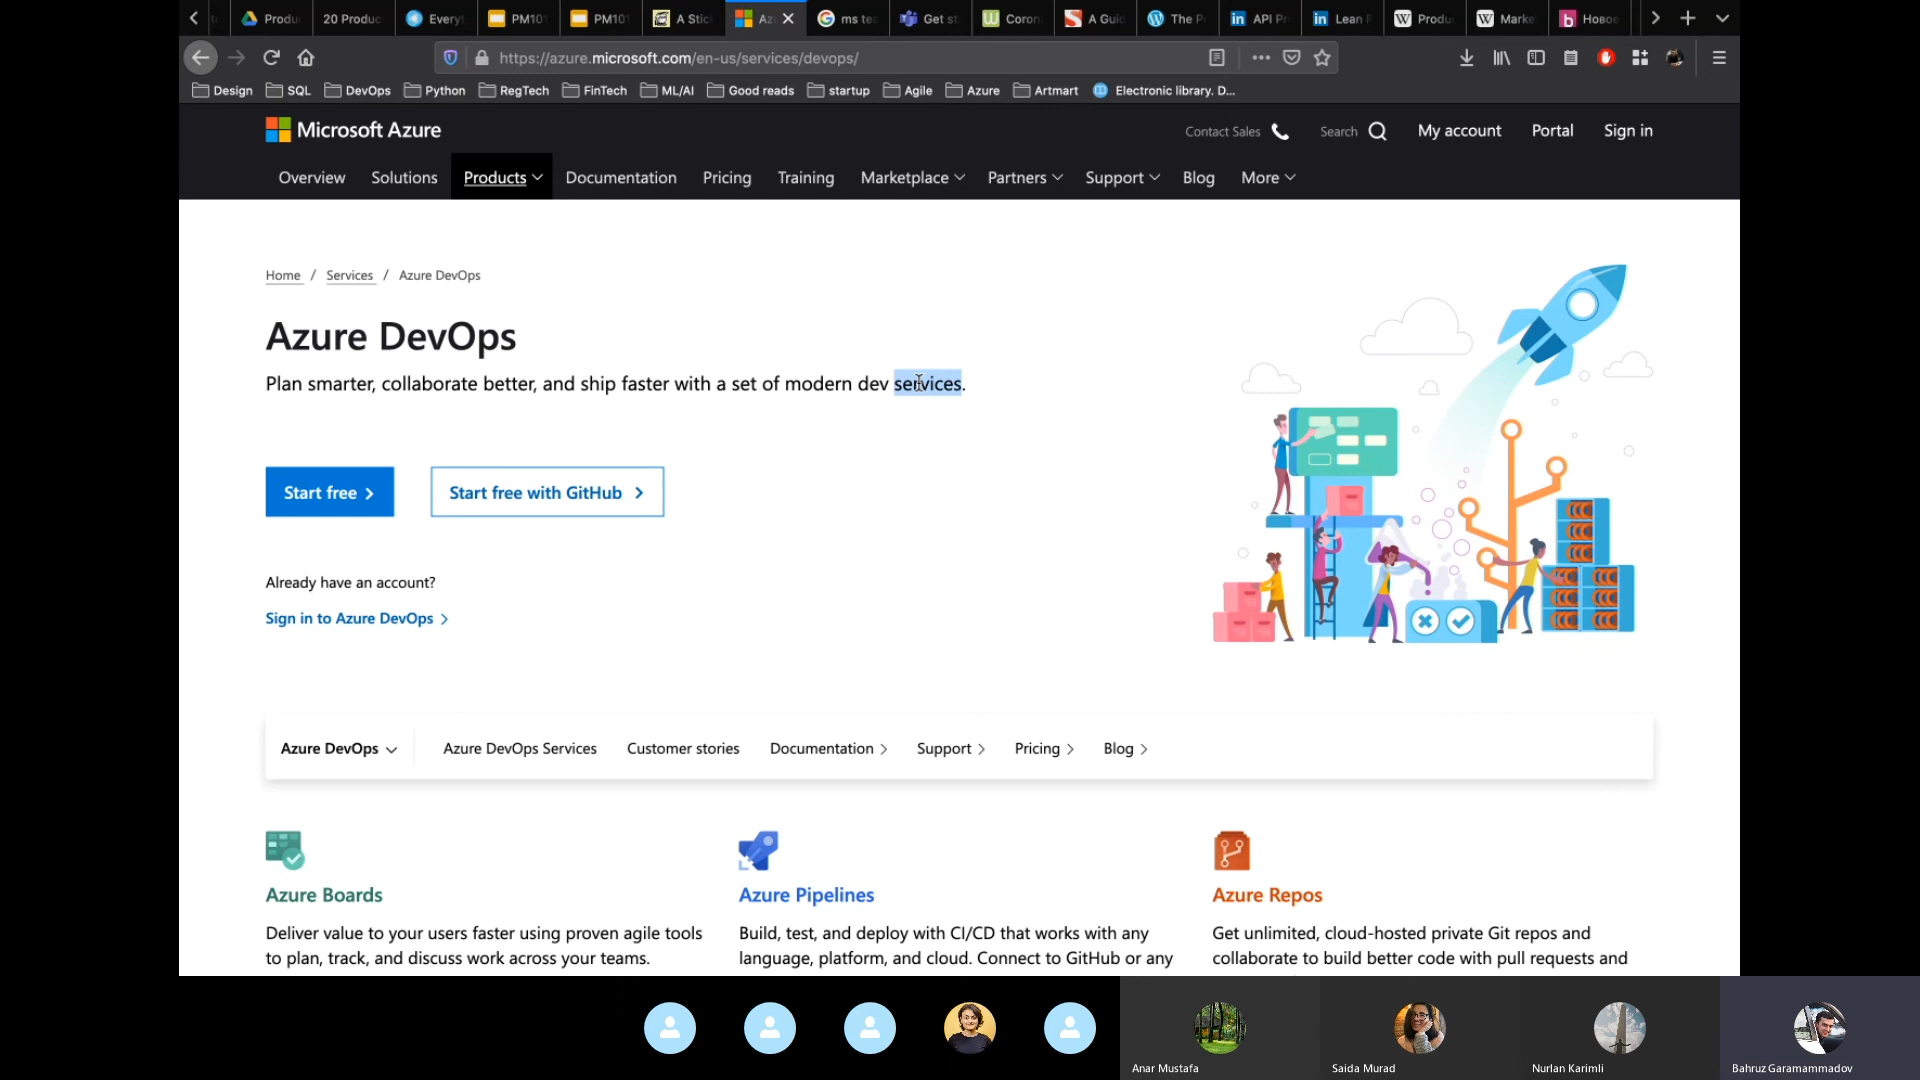 Produ
20 Produc
Everyt
PM101
PM101
A Stic
Az
ms tea
Get st
Coron
A Guid
The P
API Pr
Lean P
Produ
Marke
Новое
https://azure.microsoft.com/en-us/services/devops/
Design
SQL
DevOps
Python
RegTech
FinTech
ML/AI
Good reads
startup
Agile
Azure
Artmart
Electronic library. D...
Microsoft Azure
Contact Sales
Search
My account
Portal
Sign in
Overview
Solutions
Products
Documentation
Pricing
Training
Marketplace
Partners
Support
Blog
More
Home / Services / Azure DevOps
Azure DevOps
Plan smarter, collaborate better, and ship faster with a set of modern dev services.
Start free
Start free with GitHub
Already have an account?
Sign in to Azure DevOps
Azure DevOps
Azure DevOps Services
Customer stories
Documentation
Support
Pricing
Blog
Azure Boards
Deliver value to your users faster using proven agile tools
to plan, track, and discuss work across your teams.
Azure Pipelines
Build, test, and deploy with CI/CD that works with any
language, platform, and cloud. Connect to GitHub or any
Azure Repos
Get unlimited, cloud-hosted private Git repos and
collaborate to build better code with pull requests and
Anar Mustafa
Saida Murad
Nurlan Karimli
Bahruz Garamammadov